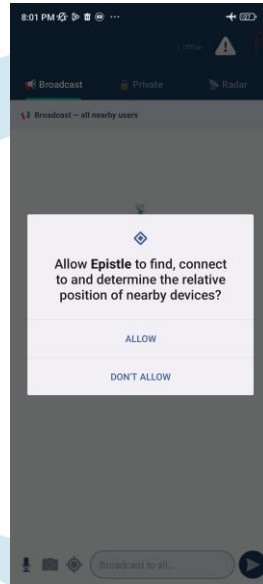 8:01 PM
Offline
Broadcast
Private
Radar
Broadcast — all nearby users
Allow Epistle to find, connect
to and determine the relative
position of nearby devices?
ALLOW
DON'T ALLOW
Broadcast to all...